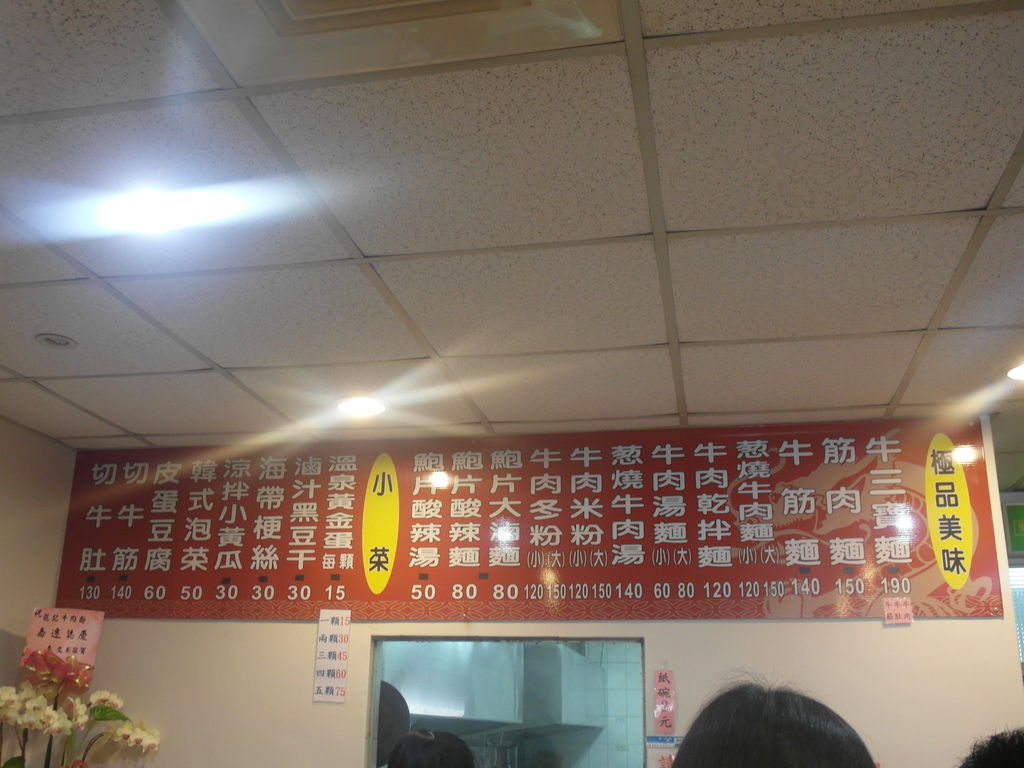 極品美味
牛三寶麵 190
筋肉麵 150
牛筋麵 140
蔥燒牛肉麵 (小)(大) 120 150
牛肉乾拌麵 120
牛肉湯麵 (小)(大) 60 80
蔥燒牛肉湯 140
牛肉米粉 (小)(大) 120 150
牛肉冬粉 (小)(大) 120 150
鮑片大滷麵 80
鮑片酸辣麵 80
鮑片酸辣湯 50
小菜
溫泉黃金蛋 每顆 15
滷汁黑豆干 30
海帶梗絲 30
涼拌小黃瓜 30
韓式泡菜 50
皮蛋豆腐 60
切牛筋 140
切牛肚 130
一顆15
兩顆30
三顆45
四顆60
五顆75